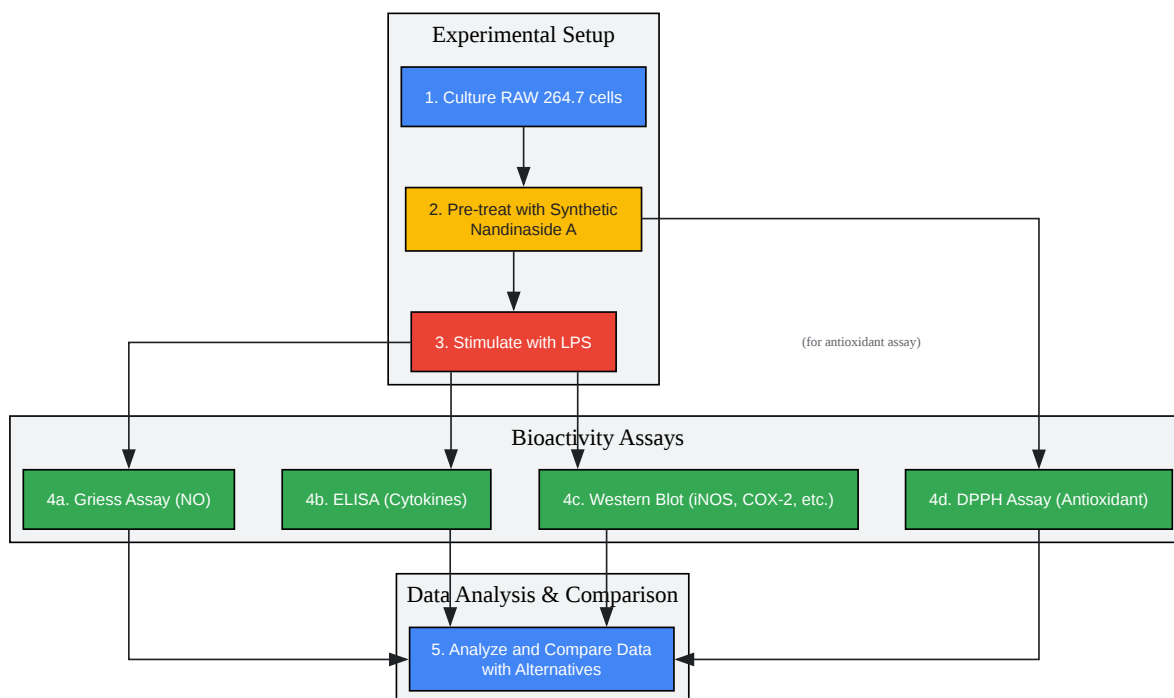 Experimental Setup
1. Culture RAW 264.7 cells
2. Pre-treat with Synthetic
Nandinaside A
3. Stimulate with LPS
(for antioxidant assay)
Bioactivity Assays
4a. Griess Assay (NO)
4b. ELISA (Cytokines)
4c. Western Blot (iNOS, COX-2, etc.)
4d. DPPH Assay (Antioxidant)
Data Analysis & Comparison
5. Analyze and Compare Data
with Alternatives